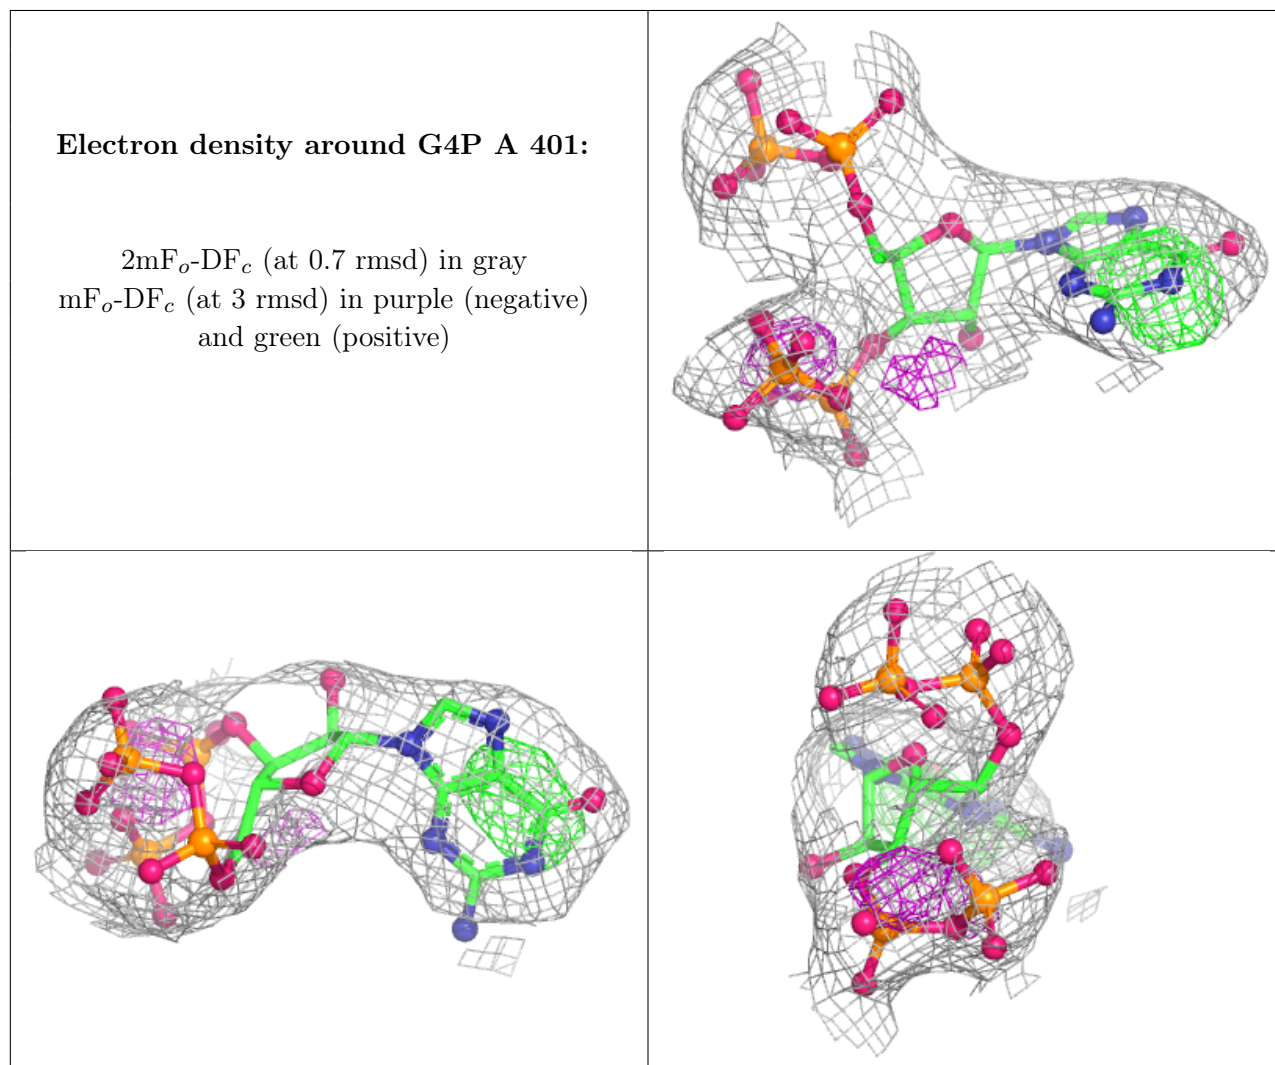 Electron density around G4P A 401:
2mFo-DFc (at 0.7 rmsd) in gray
mFo-DFc (at 3 rmsd) in purple (negative)
and green (positive)